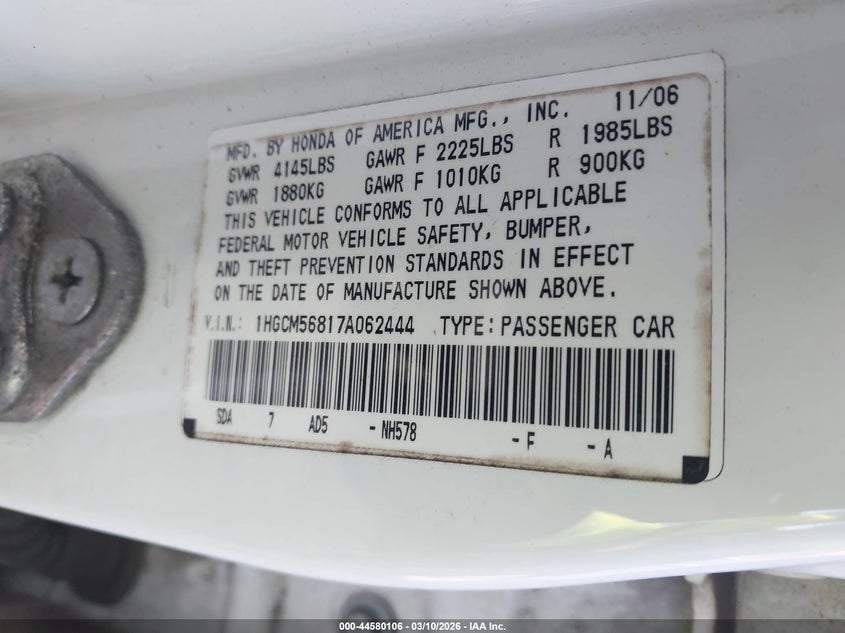 MFD. BY HONDA OF AMERICA MFG., INC. 11/06
GVWR 4145LBS GAWR F 2225LBS R 1985LBS
GVWR 1880KG GAWR F 1010KG R 900KG
THIS VEHICLE CONFORMS TO ALL APPLICABLE
FEDERAL MOTOR VEHICLE SAFETY, BUMPER,
AND THEFT PREVENTION STANDARDS IN EFFECT
ON THE DATE OF MANUFACTURE SHOWN ABOVE.
V.I.N.: 1HGCM56817A062444 TYPE: PASSENGER CAR
SDA 7 AD5 - NH578 - F - A
000-44580106 - 03/10/2026 - IAA Inc.